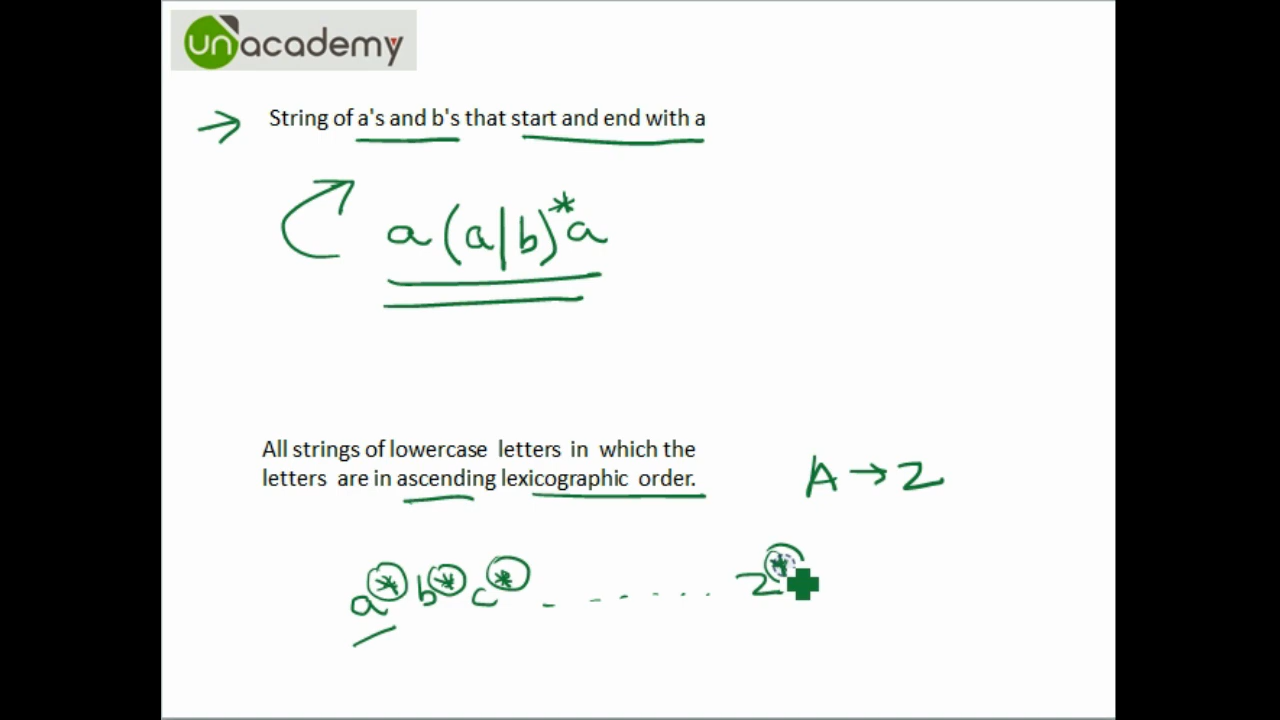 unacademy
String of a's and b's that start and end with a
a(a|b)*a
All strings of lowercase letters in which the
letters are in ascending lexicographic order.
A → Z
a* b* c* - - - . . . . z*